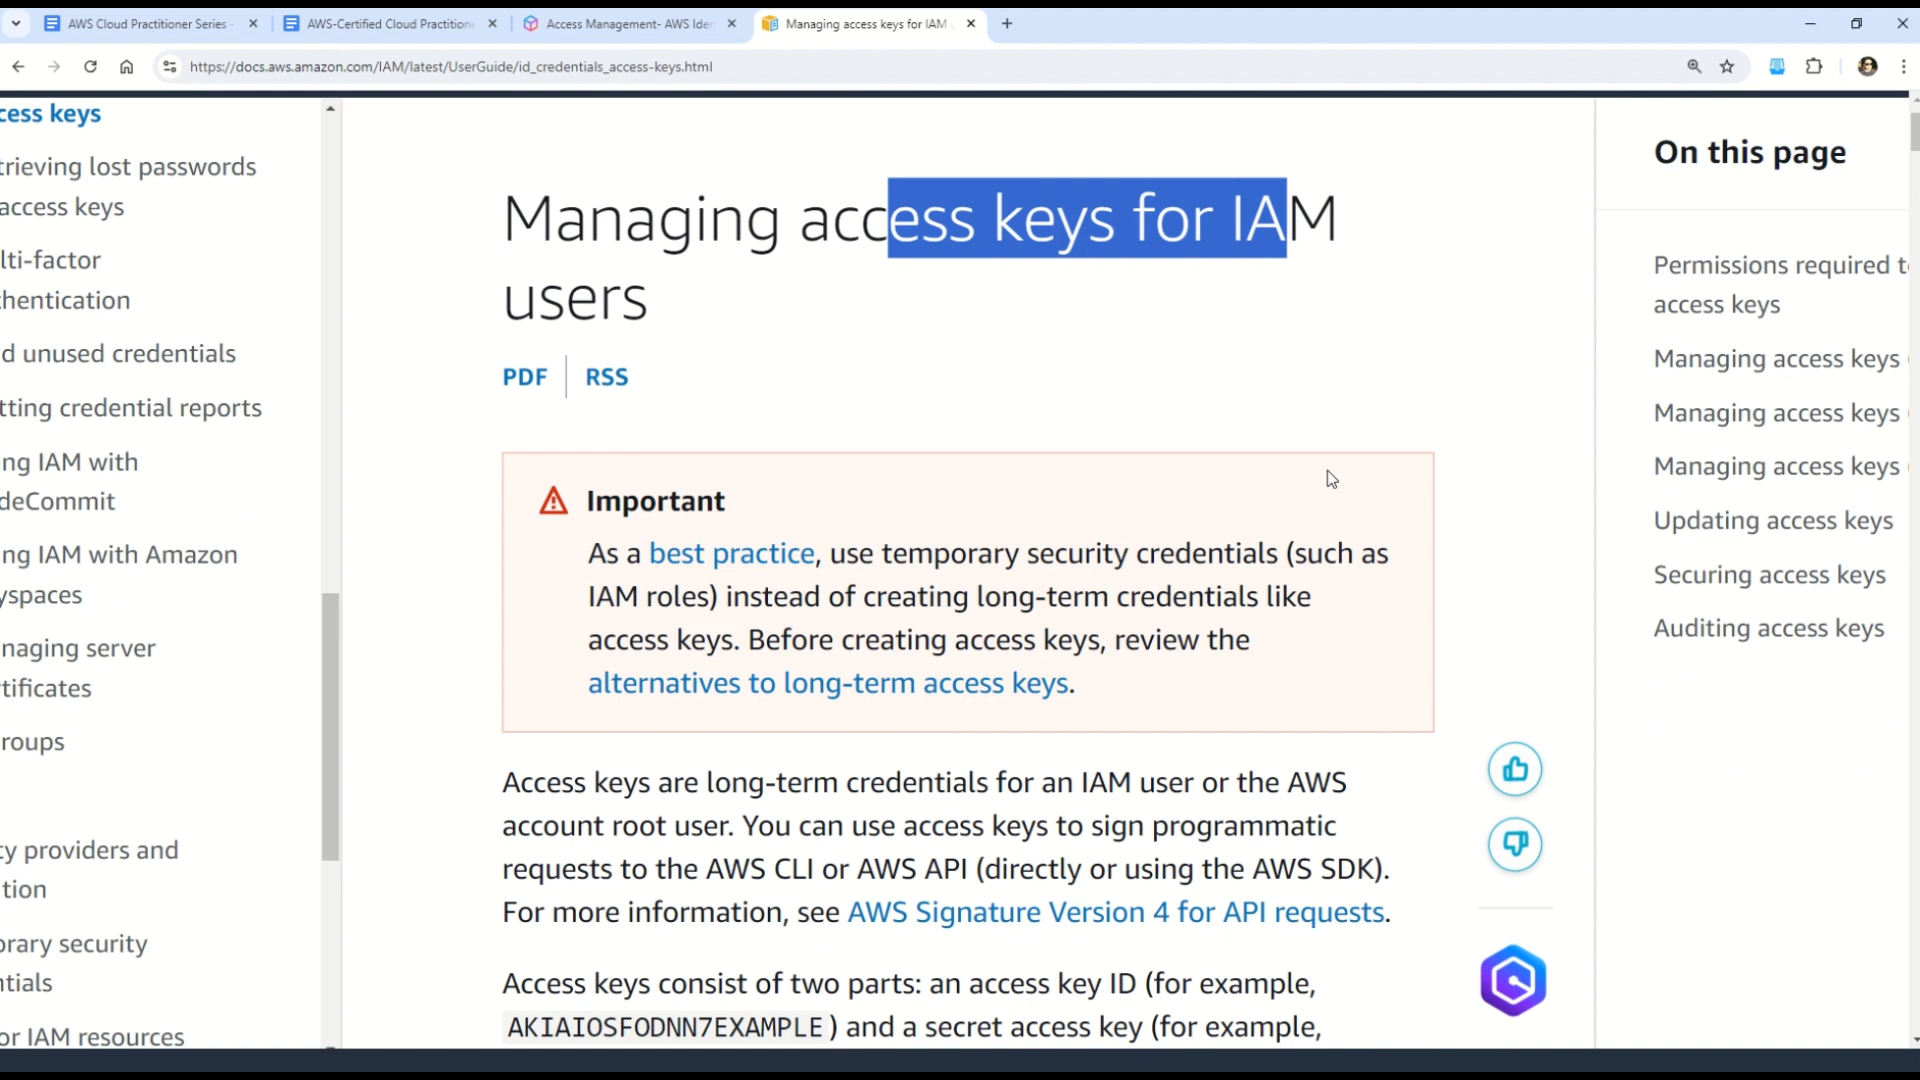 AWS Cloud Practitioner Series -
AWS-Certified Cloud Practitione
Access Management- AWS Iden
Managing access keys for IAM
https://docs.aws.amazon.com/IAM/latest/UserGuide/id_credentials_access-keys.html
cess keys
trieving lost passwords
access keys
lti-factor
hentication
d unused credentials
tting credential reports
ng IAM with
deCommit
ng IAM with Amazon
yspaces
naging server
tificates
roups
ty providers and
tion
orary security
ntials
or IAM resources
Managing access keys for IAM
users
PDF
RSS
Important
As a best practice, use temporary security credentials (such as
IAM roles) instead of creating long-term credentials like
access keys. Before creating access keys, review the
alternatives to long-term access keys.
Access keys are long-term credentials for an IAM user or the AWS
account root user. You can use access keys to sign programmatic
requests to the AWS CLI or AWS API (directly or using the AWS SDK).
For more information, see AWS Signature Version 4 for API requests.
Access keys consist of two parts: an access key ID (for example,
AKIAIOSFODNN7EXAMPLE) and a secret access key (for example,
On this page
Permissions required t
access keys
Managing access keys
Managing access keys
Managing access keys
Updating access keys
Securing access keys
Auditing access keys